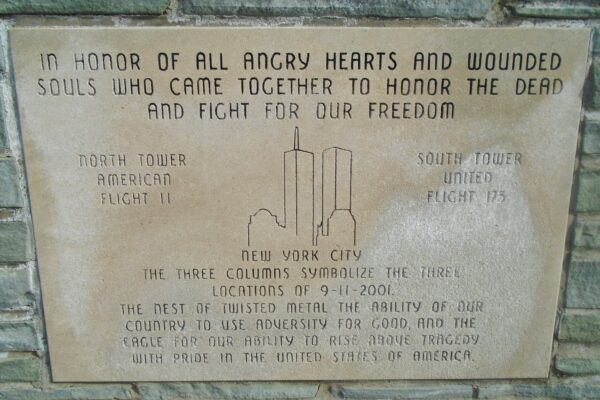 IN HONOR OF ALL ANGRY HEARTS AND WOUNDED
SOULS WHO CAME TOGETHER TO HONOR THE DEAD
AND FIGHT FOR OUR FREEDOM
NORTH TOWER
AMERICAN
FLIGHT 11
SOUTH TOWER
UNITED
FLIGHT 175
NEW YORK CITY
THE THREE COLUMNS SYMBOLIZE THE THREE
LOCATIONS OF 9-11-2001.
THE NEST OF TWISTED METAL THE ABILITY OF OUR
COUNTRY TO USE ADVERSITY FOR GOOD, AND THE
EAGLE FOR OUR ABILITY TO RISE ABOVE TRAGEDY
WITH PRIDE IN THE UNITED STATES OF AMERICA.